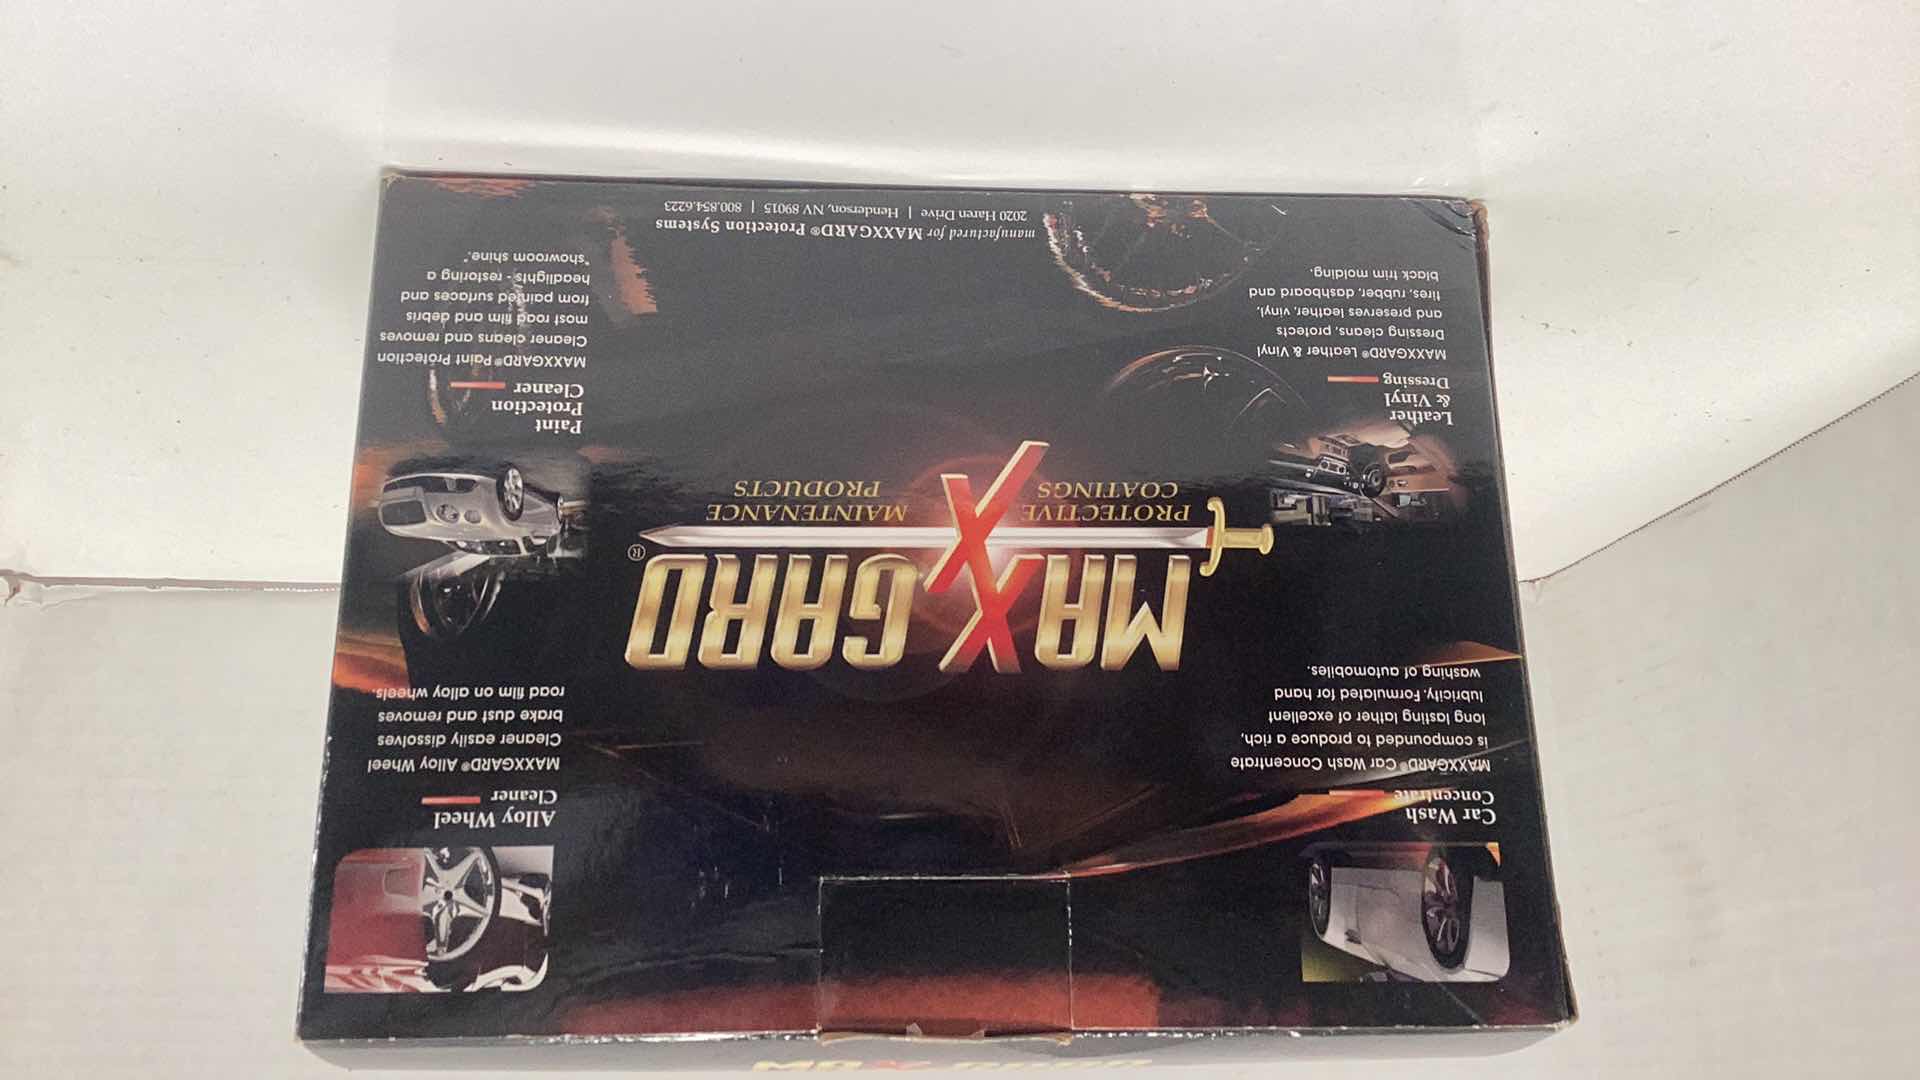 Car Wash
Concentrate
MAXXGARD® Car Wash Concentrate
is compounded to produce a rich,
long lasting lather of excellent
lubricity. Formulated for hand
washing of automobiles.
Alloy Wheel
Cleaner
MAXXGARD® Alloy Wheel
Cleaner easily dissolves
brake dust and removes
road film on alloy wheels.
MAXXGARD®
PROTECTIVE
COATINGS
MAINTENANCE
PRODUCTS
Leather
& Vinyl
Dressing
MAXXGARD® Leather & Vinyl
Dressing cleans, protects
and preserves leather, vinyl,
tires, rubber, dashboard and
black trim molding.
Paint
Protection
Cleaner
MAXXGARD® Paint Protection
Cleaner cleans and removes
most road film and debris
from painted surfaces and
headlights - restoring a
"showroom shine."
manufactured for MAXXGARD® Protection Systems
2020 Haren Drive | Henderson, NV 89015 | 800.854.6223